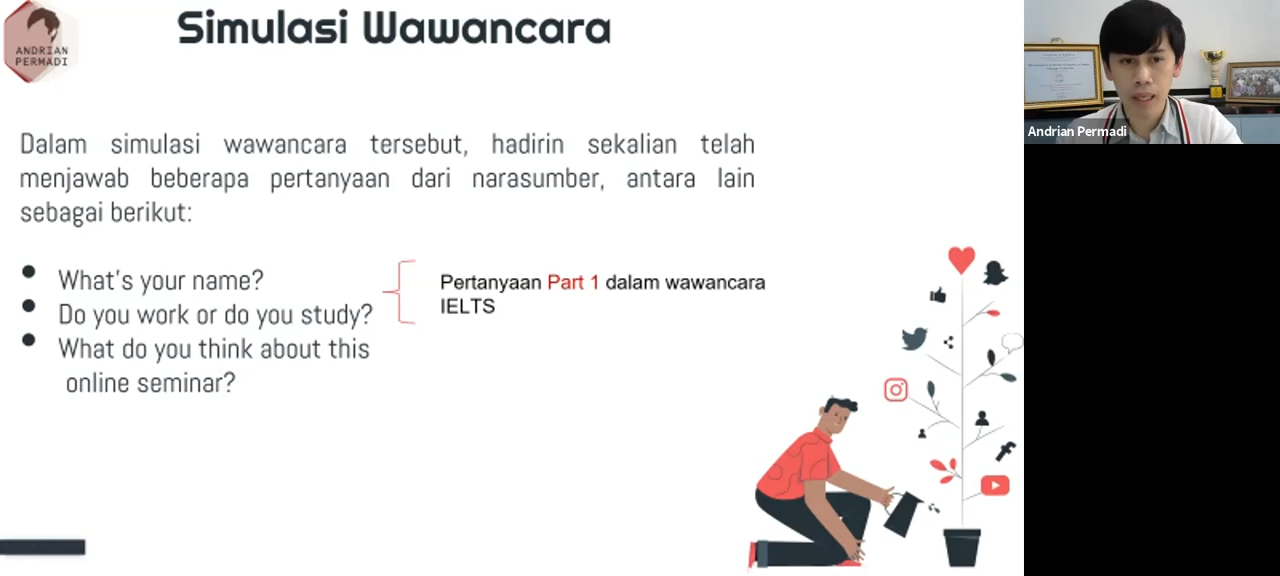 ANDRIAN
PERMADI
Simulasi Wawancara
Dalam simulasi wawancara tersebut, hadirin sekalian telah
menjawab beberapa pertanyaan dari narasumber, antara lain
sebagai berikut:
• What's your name?
• Do you work or do you study?
• What do you think about this
online seminar?
Pertanyaan Part 1 dalam wawancara
IELTS
Andrian Permadi